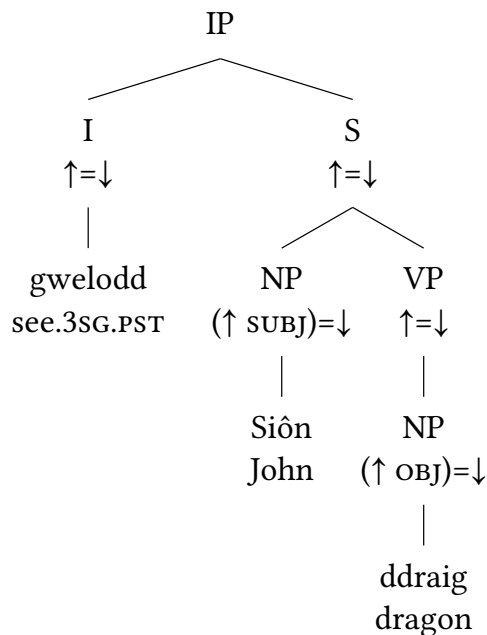 IP
I S
↑=↓ ↑=↓
gwelodd NP VP
see.3SG.PST (↑ SUBJ)=↓ ↑=↓
Siôn NP
John (↑ OBJ)=↓
ddraig
dragon